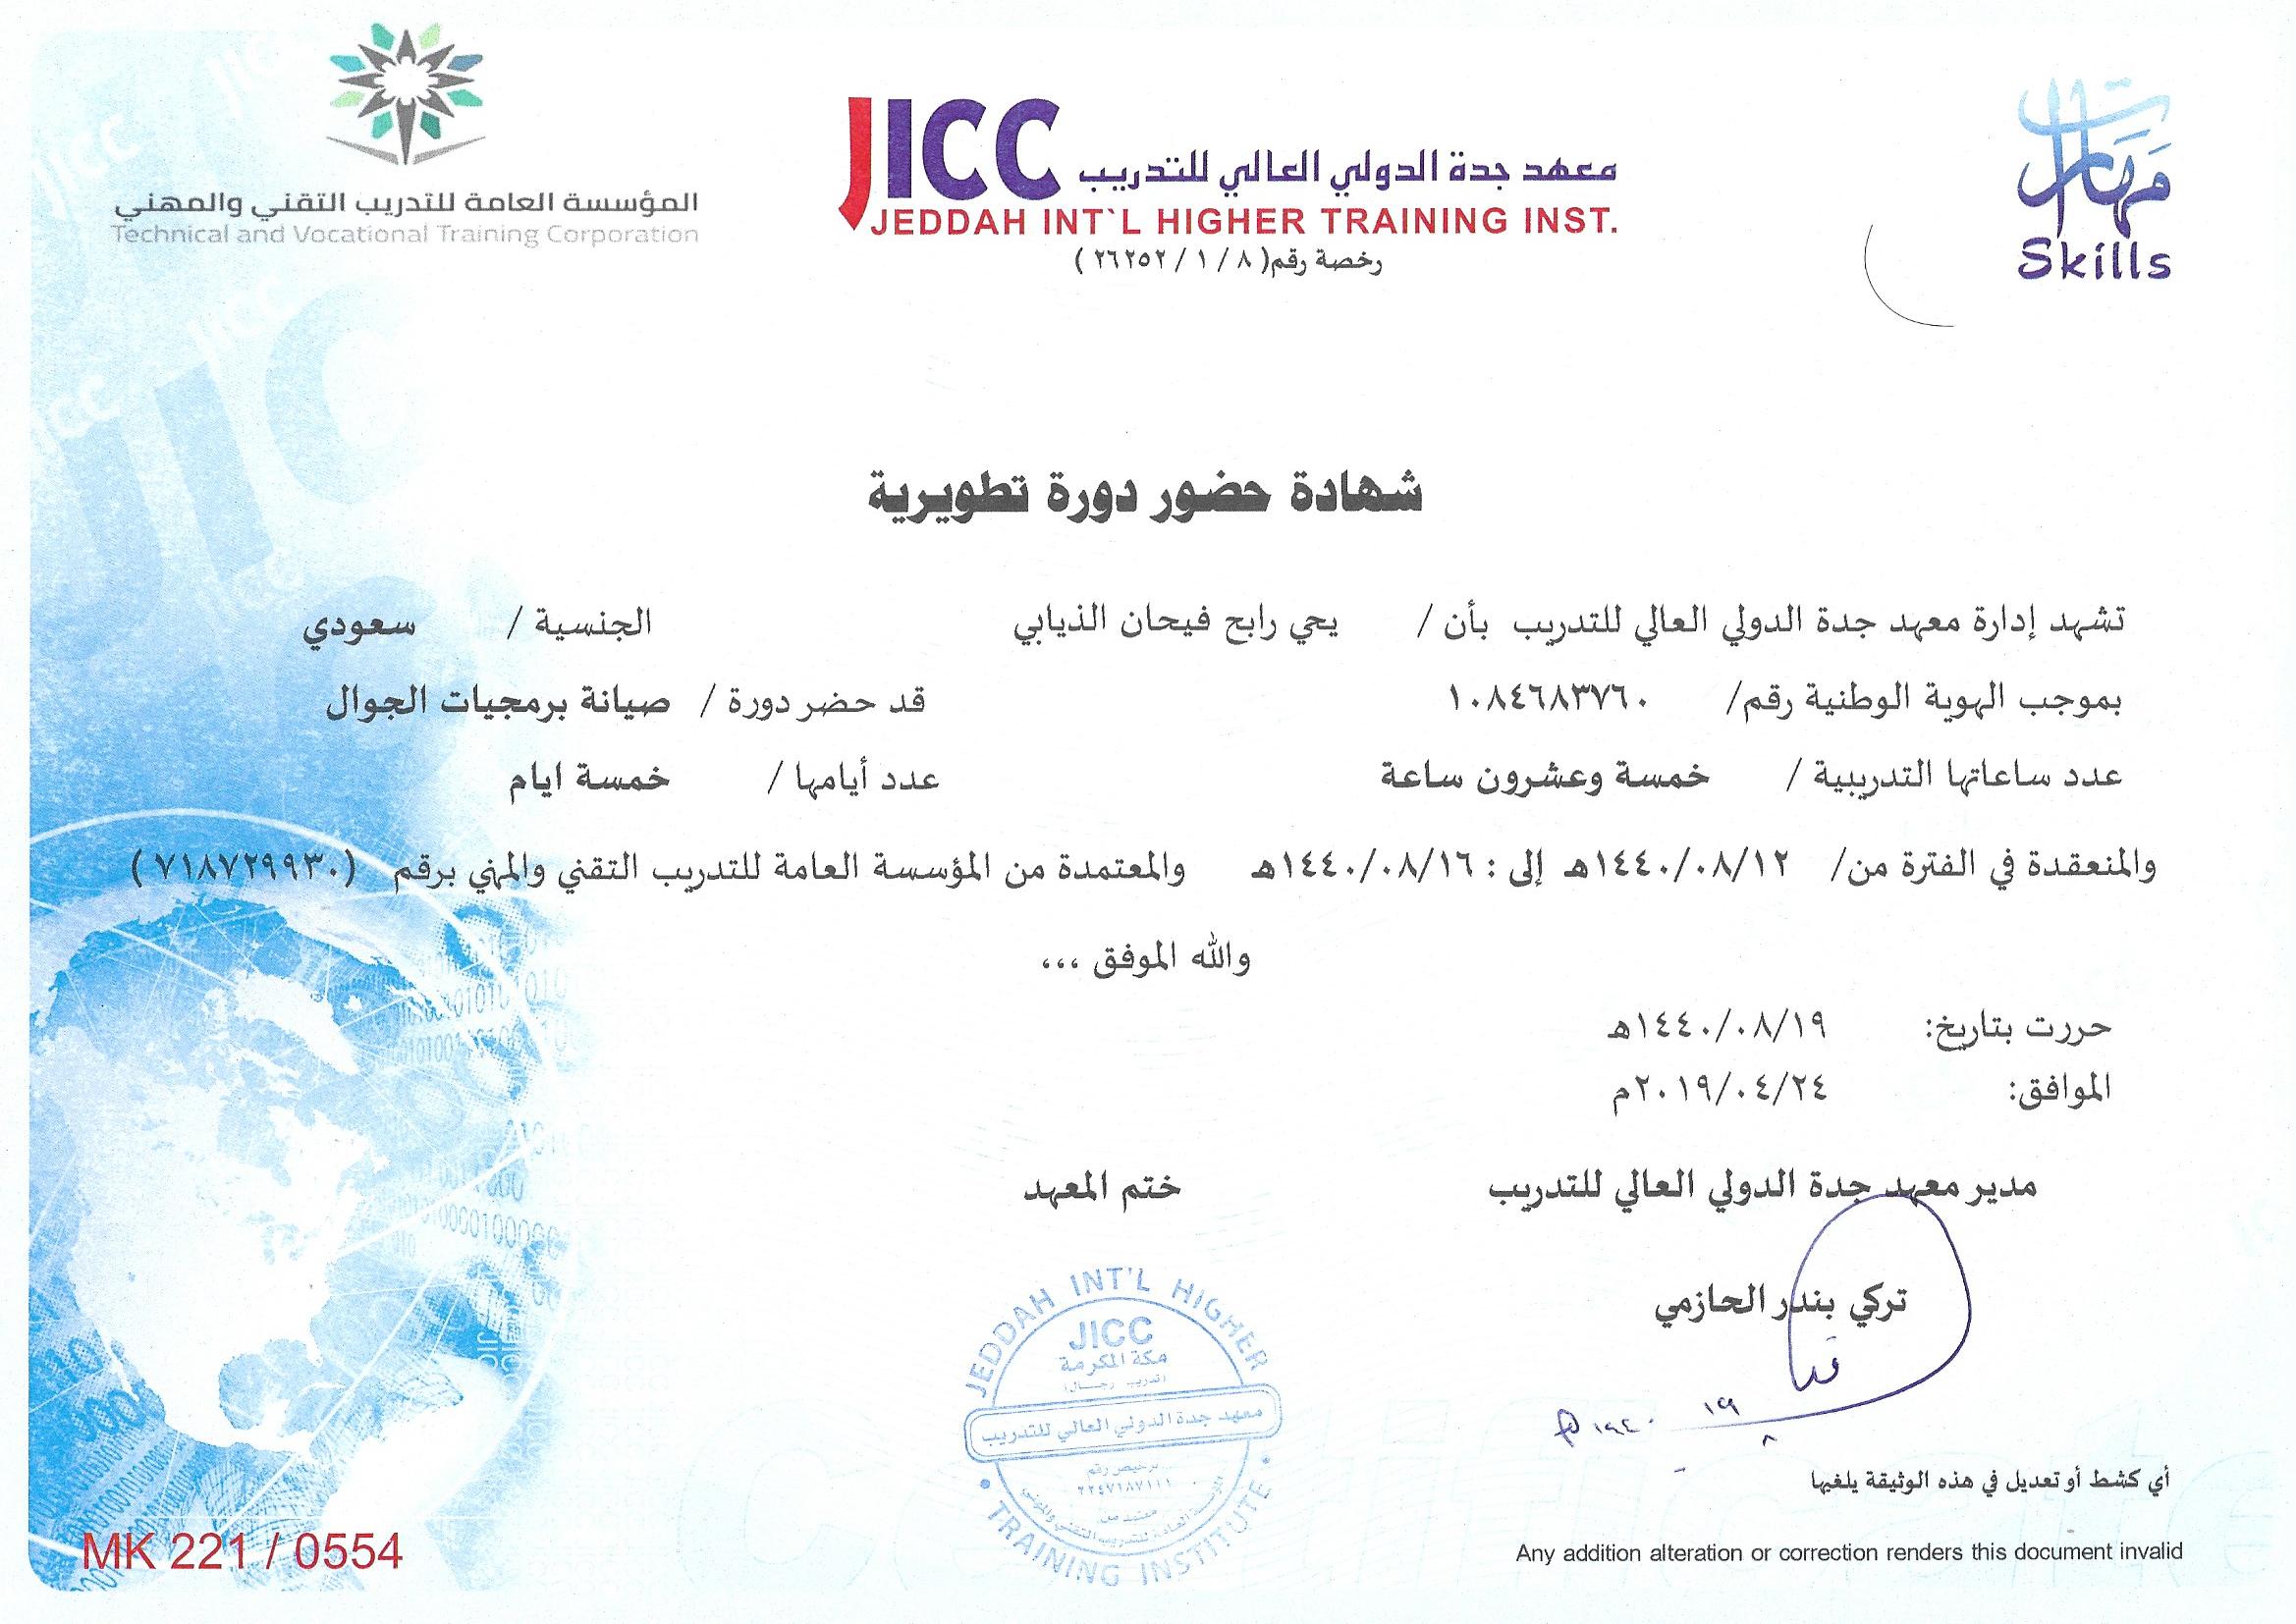 المؤسسة العامة للتدريب التقني والمهني
Technical and Vocational Training Corporation
JICC معهد جدة الدولي العالي للتدريب
JEDDAH INT`L HIGHER TRAINING INST.
رخصة رقم( ٨ / ١ / ٢٦٢٥٢ )
مهارات
Skills
شهادة حضور دورة تطويرية
تشهد إدارة معهد جدة الدولي العالي للتدريب بأن / يحي رابح فيحان الذيابي الجنسية / سعودي
بموجب الهوية الوطنية رقم/ ١٠٨٤٦٨٣٧٦٠ قد حضر دورة / صيانة برمجيات الجوال
عدد ساعاتها التدريبية / خمسة وعشرون ساعة عدد أيامها / خمسة ايام
والمنعقدة في الفترة من/ ١٤٤٠/٠٨/١٢هـ إلى : ١٤٤٠/٠٨/١٦هـ والمعتمدة من المؤسسة العامة للتدريب التقني والمهني برقم (٧١٨٧٢٩٩٣٠)
والله الموفق ...
حررت بتاريخ: ١٤٤٠/٠٨/١٩هـ
الموافق: ٢٠١٩/٠٤/٢٤م
مدير معهد جدة الدولي العالي للتدريب ختم المعهد
تركي بندر الحازمي
JEDDAH INT'L HIGHER
JICC
مكة المكرمة
معهد جدة الدولي العالي للتدريب
ترخيص رقم
TRAINING INSTITUTE
أي كشط أو تعديل في هذه الوثيقة يلغيها
Any addition alteration or correction renders this document invalid
MK 221 / 0554